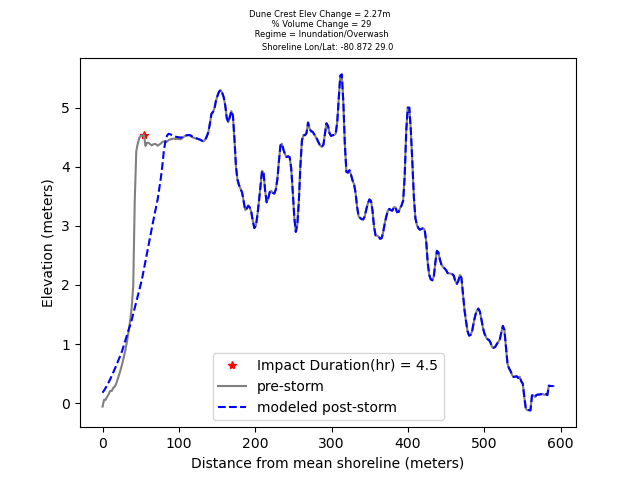 Dune Crest Elev Change = 2.27m
% Volume Change = 29
Regime = Inundation/Overwash
Shoreline Lon/Lat: -80.872 29.0
5
4
3
2
1
0
Elevation (meters)
Impact Duration(hr) = 4.5
pre-storm
modeled post-storm
0 100 200 300 400 500 600
Distance from mean shoreline (meters)